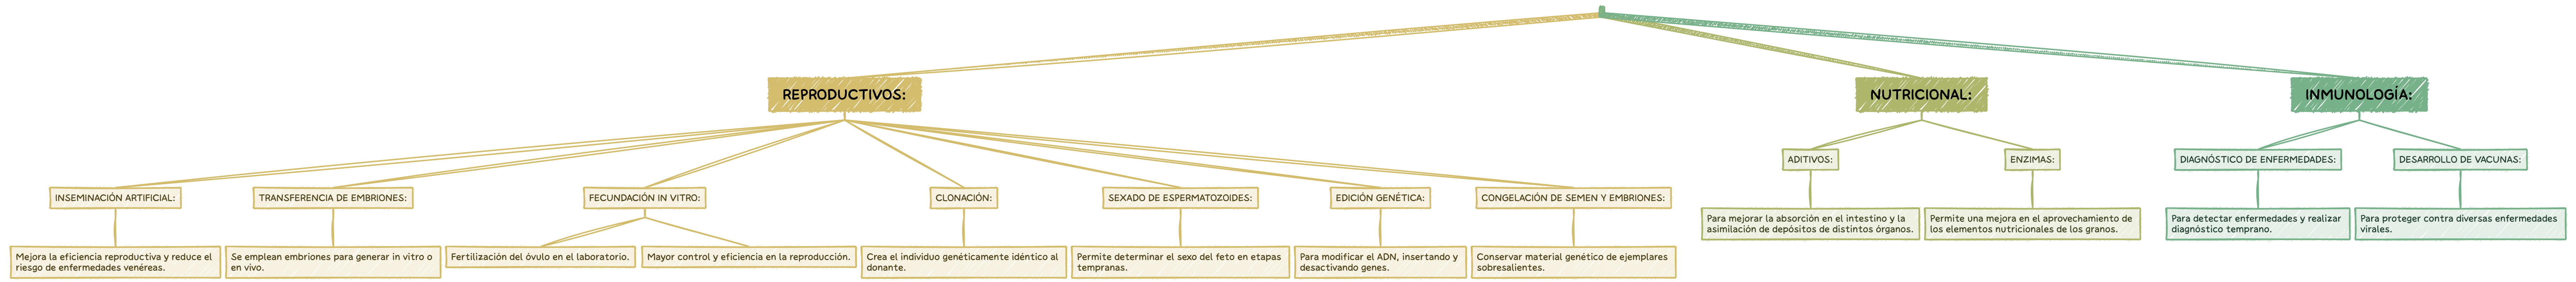 REPRODUCTIVOS:
NUTRICIONAL:
INMUNOLOGÍA:
ADITIVOS:
ENZIMAS:
DIAGNÓSTICO DE ENFERMEDADES:
DESARROLLO DE VACUNAS:
INSEMINACIÓN ARTIFICIAL:
TRANSFERENCIA DE EMBRIONES:
FECUNDACIÓN IN VITRO:
CLONACIÓN:
SEXADO DE ESPERMATOZOIDES:
EDICIÓN GENÉTICA:
CONGELACIÓN DE SEMEN Y EMBRIONES:
Para mejorar la absorción en el intestino y la
asimilación de depósitos de distintos órganos.
Permite una mejora en el aprovechamiento de
los elementos nutricionales de los granos.
Para detectar enfermedades y realizar
diagnóstico temprano.
Para proteger contra diversas enfermedades
virales.
Mejora la eficiencia reproductiva y reduce el
riesgo de enfermedades venéreas.
Se emplean embriones para generar in vitro o
en vivo.
Fertilización del óvulo en el laboratorio.
Mayor control y eficiencia en la reproducción.
Crea el individuo genéticamente idéntico al
donante.
Permite determinar el sexo del feto en etapas
tempranas.
Para modificar el ADN, insertando y
desactivando genes.
Conservar material genético de ejemplares
sobresalientes.